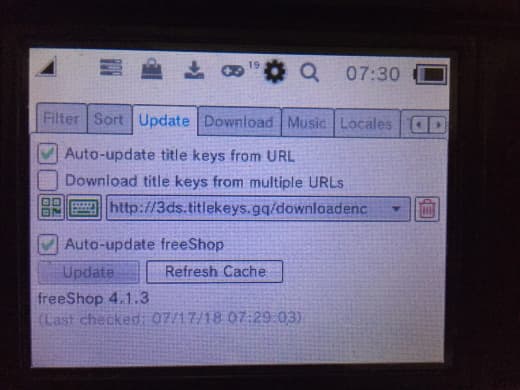 19 07:30
Filter Sort Update Download Music Locales
Auto-update title keys from URL
Download title keys from multiple URLs
http://3ds.titlekeys.gq/downloadenc
Auto-update freeShop
Update Refresh Cache
freeShop 4.1.3
(Last checked: 07/17/18 07:29:03)